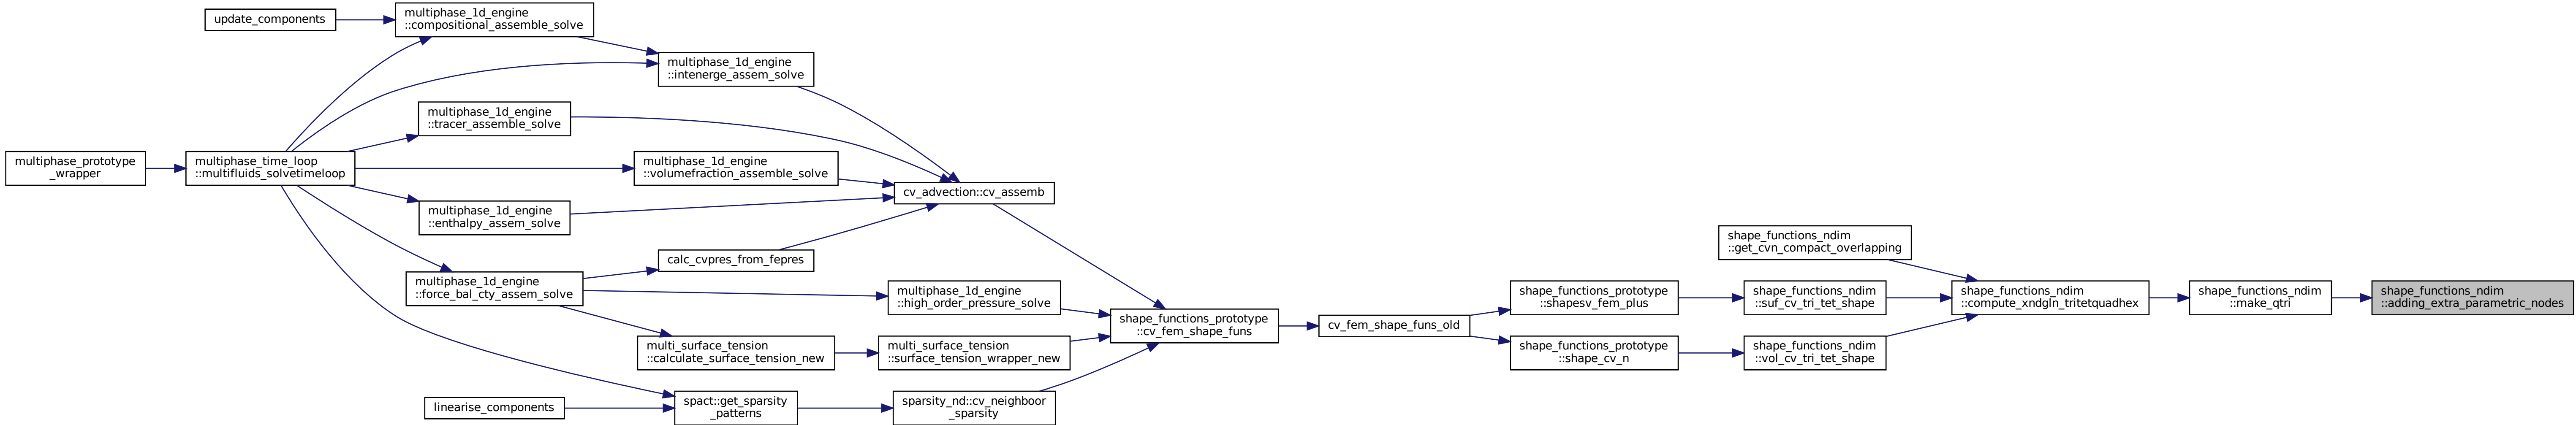 update_components
multiphase_1d_engine
::compositional_assemble_solve
multiphase_1d_engine
::intenerge_assem_solve
multiphase_1d_engine
::tracer_assemble_solve
multiphase_prototype
_wrapper
multiphase_time_loop
::multifluids_solvetimeloop
multiphase_1d_engine
::volumefraction_assemble_solve
cv_advection::cv_assemb
multiphase_1d_engine
::enthalpy_assem_solve
calc_cvpres_from_fepres
multiphase_1d_engine
::force_bal_cty_assem_solve
multiphase_1d_engine
::high_order_pressure_solve
multi_surface_tension
::calculate_surface_tension_new
multi_surface_tension
::surface_tension_wrapper_new
linearise_components
spact::get_sparsity
_patterns
sparsity_nd::cv_neighboor
_sparsity
shape_functions_prototype
::cv_fem_shape_funs
cv_fem_shape_funs_old
shape_functions_prototype
::shapesv_fem_plus
shape_functions_prototype
::shape_cv_n
shape_functions_ndim
::get_cvn_compact_overlapping
shape_functions_ndim
::suf_cv_tri_tet_shape
shape_functions_ndim
::vol_cv_tri_tet_shape
shape_functions_ndim
::compute_xndgln_tritetquadhex
shape_functions_ndim
::make_qtri
shape_functions_ndim
::adding_extra_parametric_nodes